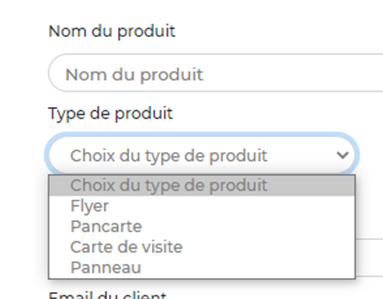 Nom du produit
Nom du produit
Type de produit
Choix du type de produit
Choix du type de produit
Flyer
Pancarte
Carte de visite
Panneau
Email du client